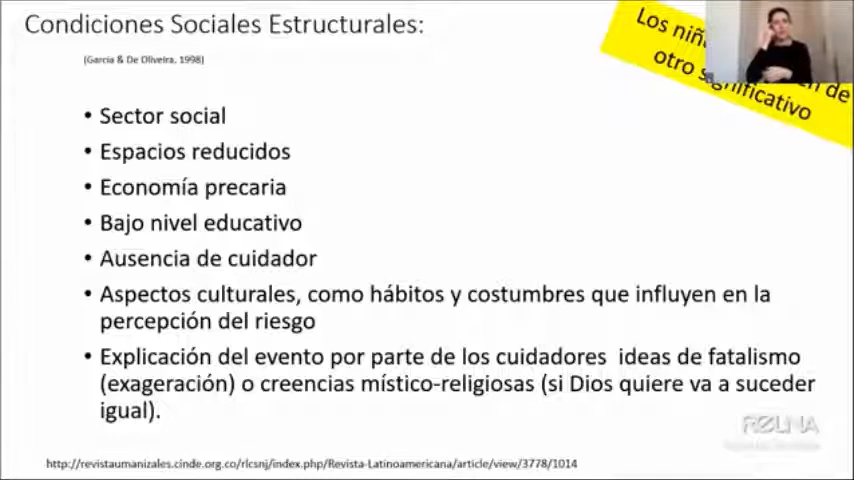 Condiciones Sociales Estructurales:
(García & De Oliveira, 1998)
Los niñ
otro significativo
en de
• Sector social
• Espacios reducidos
• Economía precaria
• Bajo nivel educativo
• Ausencia de cuidador
• Aspectos culturales, como hábitos y costumbres que influyen en la
percepción del riesgo
• Explicación del evento por parte de los cuidadores ideas de fatalismo
(exageración) o creencias místico-religiosas (si Dios quiere va a suceder
igual).
http://revistaumanizales.cinde.org.co/rlcsnj/index.php/Revista-Latinoamericana/article/view/3778/1014